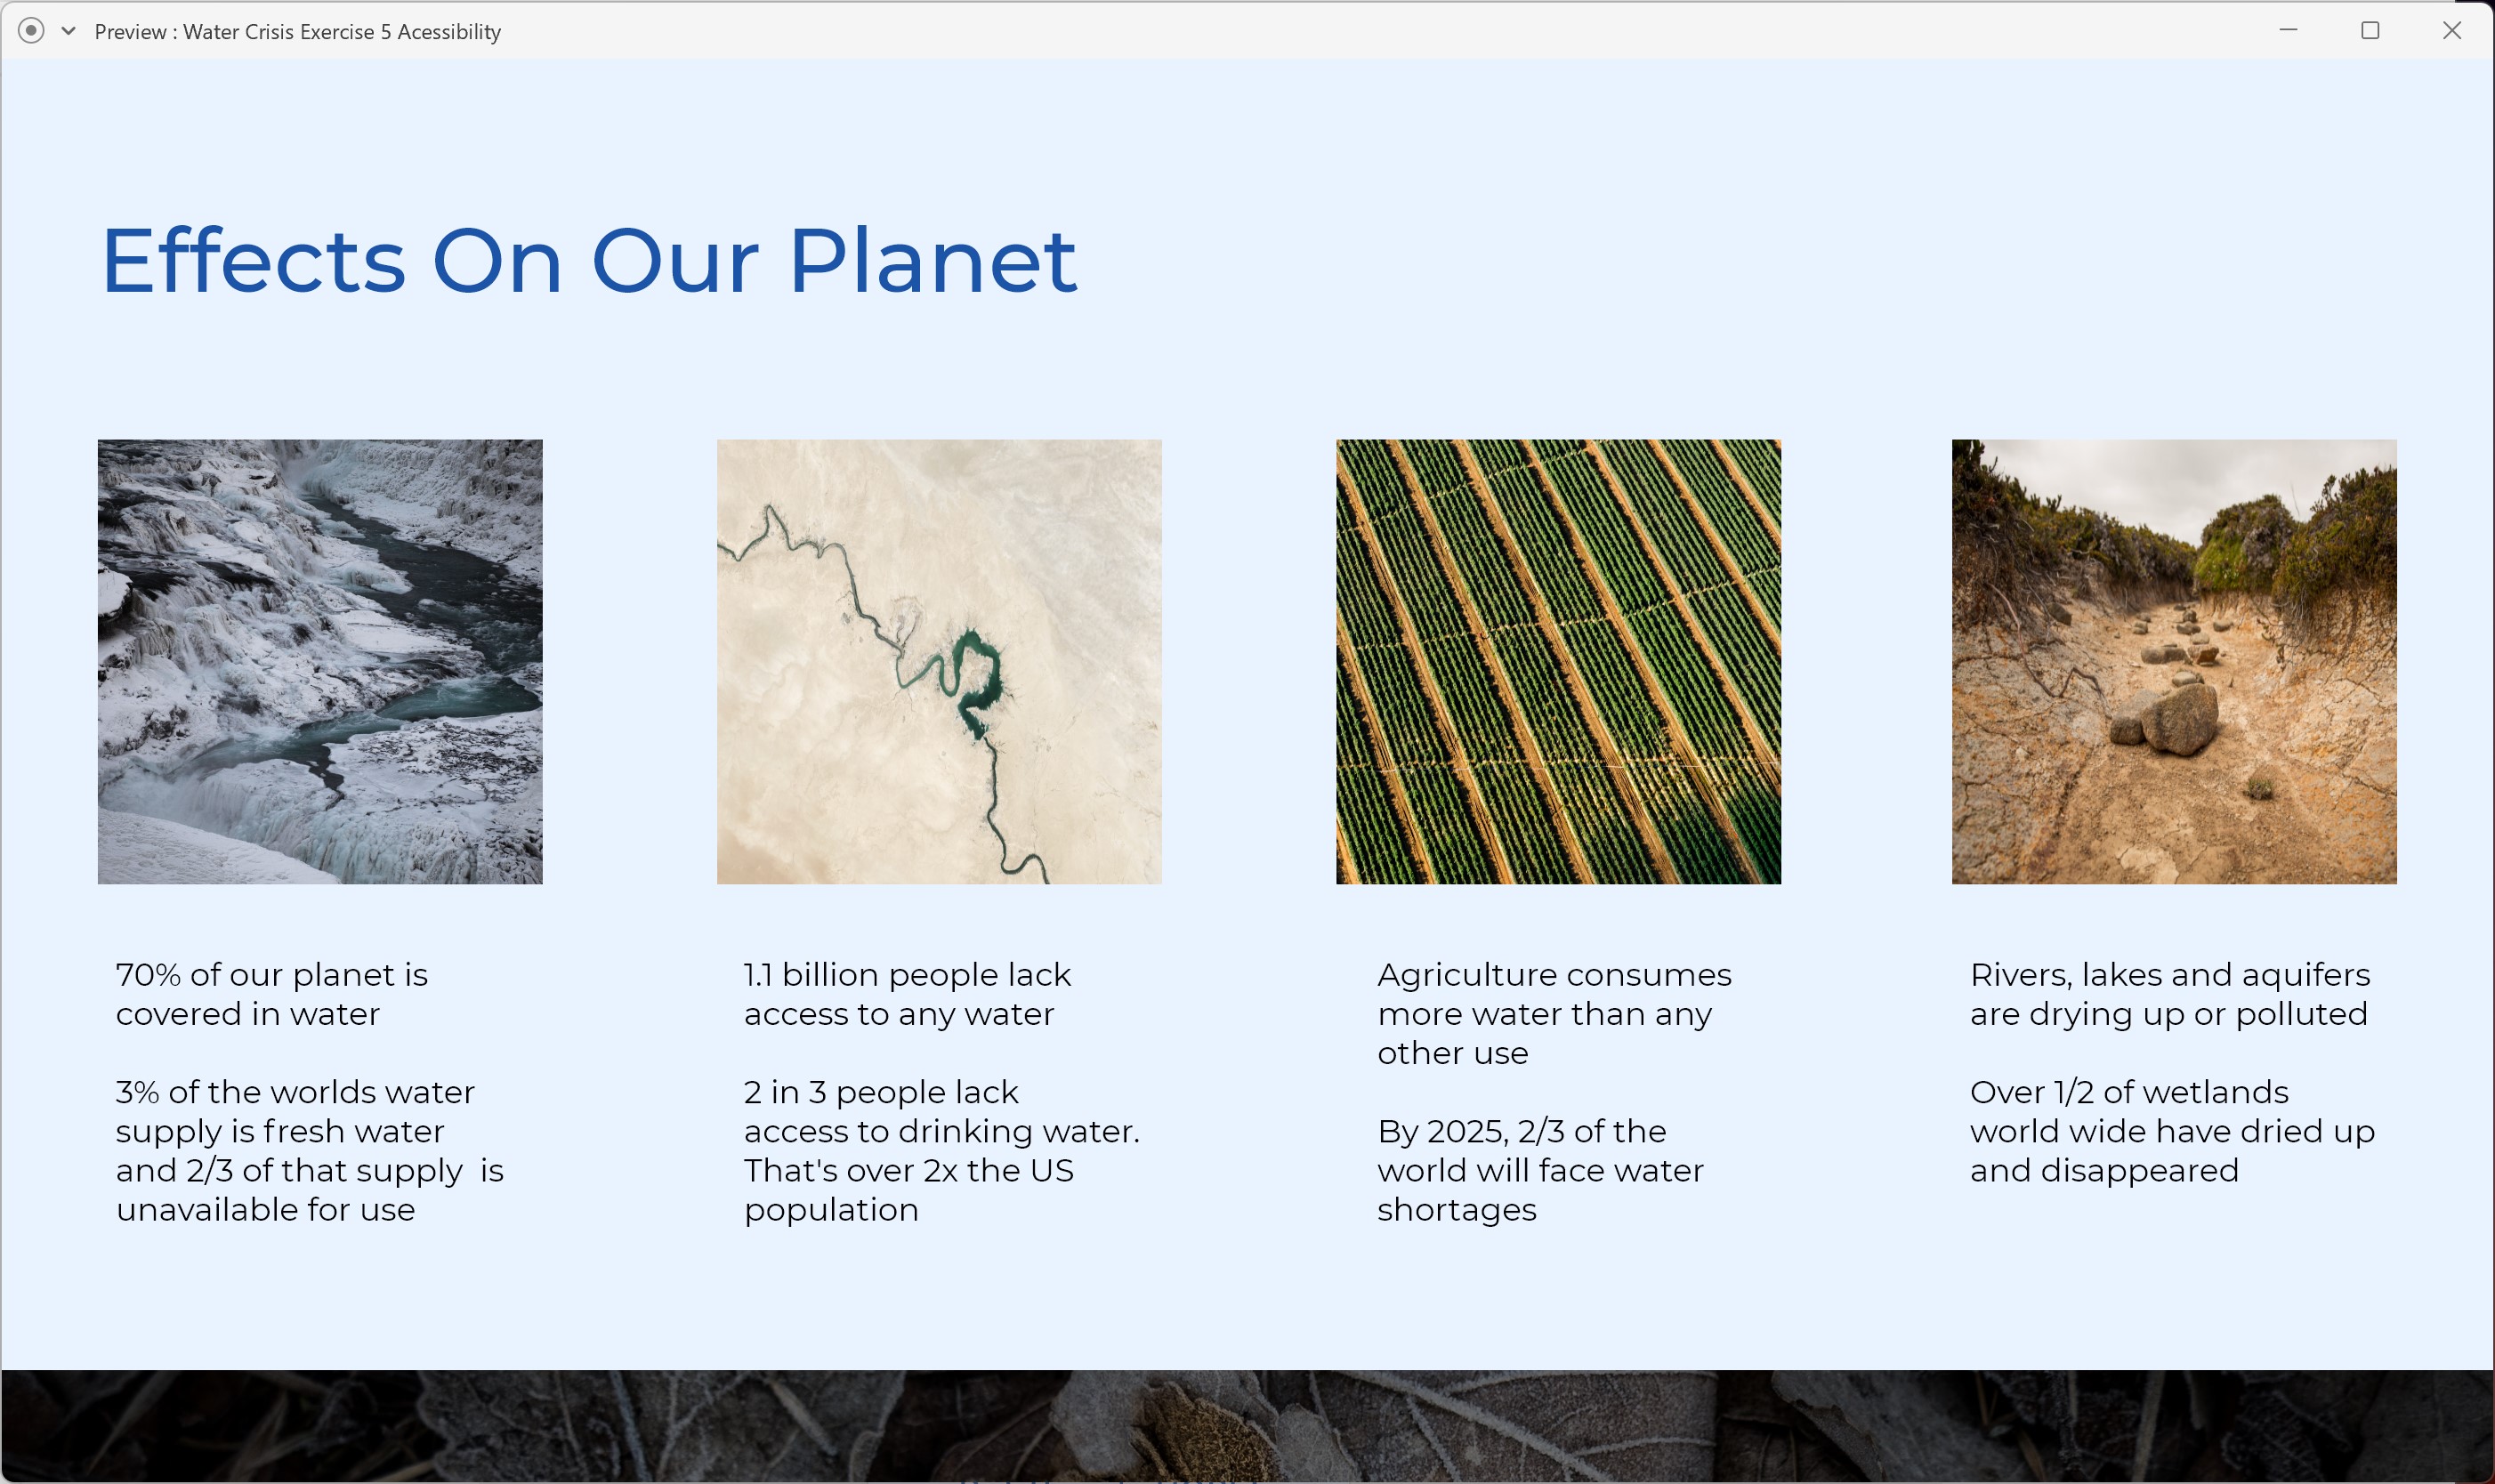 Preview : Water Crisis Exercise 5 Acessibility
Effects On Our Planet
70% of our planet is
covered in water
3% of the worlds water
supply is fresh water
and 2/3 of that supply  is
unavailable for use
1.1 billion people lack
access to any water
2 in 3 people lack
access to drinking water.
That's over 2x the US
population
Agriculture consumes
more water than any
other use
By 2025, 2/3 of the
world will face water
shortages
Rivers, lakes and aquifers
are drying up or polluted
Over 1/2 of wetlands
world wide have dried up
and disappeared